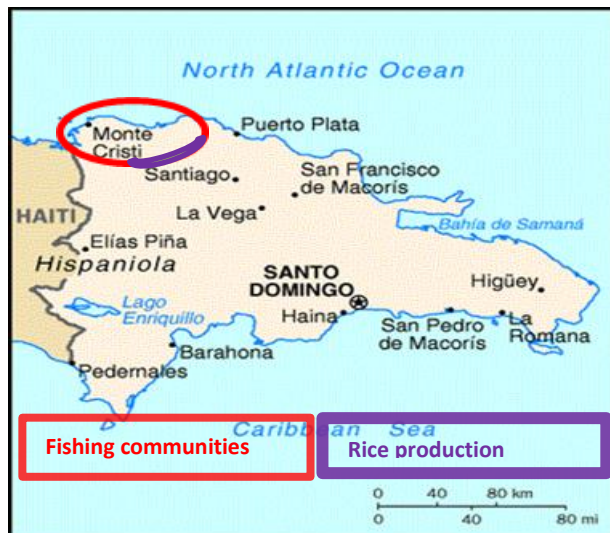 North Atlantic Ocean
Monte
Cristi
Puerto Plata
Santiago
San Francisco
de Macorís
HAITI
La Vega
Bahía de Samaná
Elías Piña
Hispaniola
SANTO
DOMINGO
Higüey
Lago
Enriquillo
Haina
San Pedro
de Macorís
La
Romana
Barahona
Pedernales
Caribbean Sea
Fishing communities
Rice production
0 40 80 km
0 40 80 mi